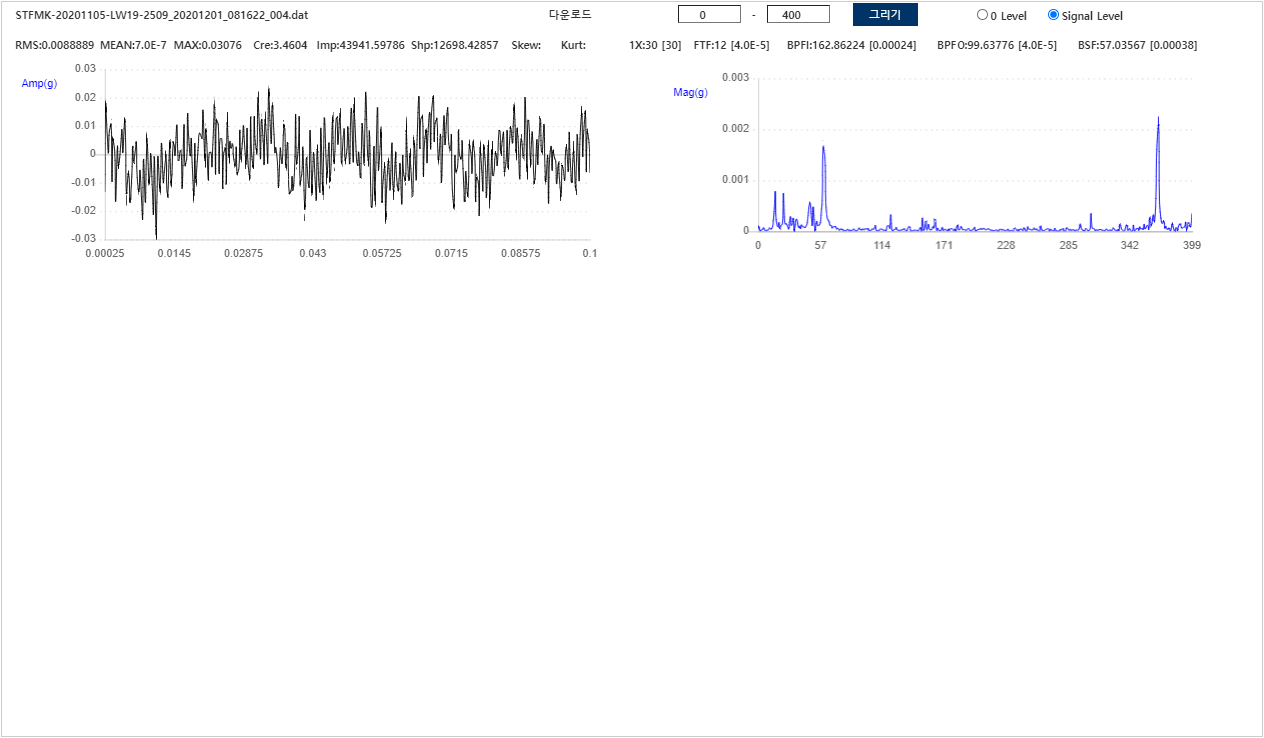 STFMK-20201105-LW19-2509_20201201_081622_004.dat 다운로드 0 - 400 그리기 0 Level Signal Level
RMS:0.0088889 MEAN:7.0E-7 MAX:0.03076 Cre:3.4604 Imp:43941.59786 Shp:12698.42857 Skew: Kurt: 1X:30 [30] FTF:12 [4.0E-5] BPFI:162.86224 [0.00024] BPFO:99.63776 [4.0E-5] BSF:57.03567 [0.00038]
Amp(g)
0.03
0.02
0.01
0
-0.01
-0.02
-0.03
0.00025 0.0145 0.02875 0.043 0.05725 0.0715 0.08575 0.1
Mag(g)
0.003
0.002
0.001
0
0 57 114 171 228 285 342 399